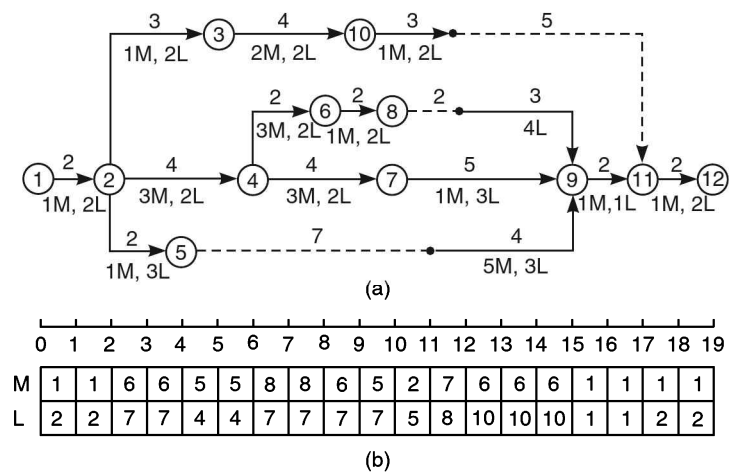 3 4 3 5
3 10
1M, 2L 2M, 2L 1M, 2L
2 2 2 3
6 8
3M, 2L 1M, 2L 4L
2 4 4 5 2 2
1 2 4 7 9 11 12
1M, 2L 3M, 2L 3M, 2L 1M, 3L 1M,1L 1M, 2L
2 7 4
5
1M, 3L 5M, 3L
(a)
0 1 2 3 4 5 6 7 8 9 10 11 12 13 14 15 16 17 18 19
M 1 1 6 6 5 5 8 8 6 5 2 7 6 6 6 1 1 1 1
L 2 2 7 7 4 4 7 7 7 7 5 8 10 10 10 1 1 2 2
(b)